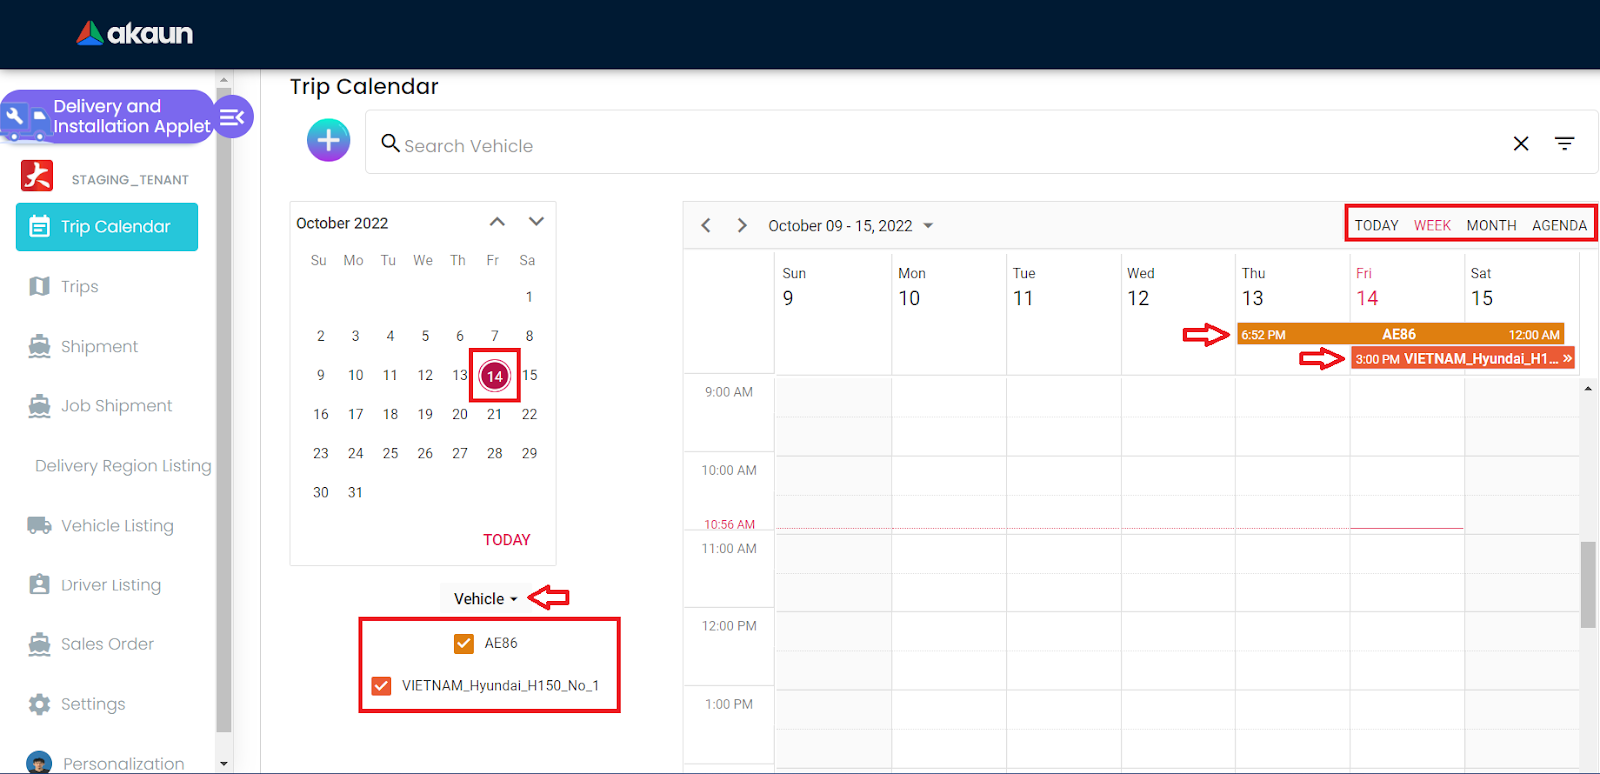 akaun
Delivery and
Installation Applet
STAGING_TENANT
Trip Calendar
Trips
Shipment
Job Shipment
Delivery Region Listing
Vehicle Listing
Driver Listing
Sales Order
Settings
Personalization
Trip Calendar
Search Vehicle
October 2022
Su Mo Tu We Th Fr Sa
1
2 3 4 5 6 7 8
9 10 11 12 13 14 15
16 17 18 19 20 21 22
23 24 25 26 27 28 29
30 31
TODAY
Vehicle
AE86
VIETNAM_Hyundai_H150_No_1
October 09 - 15, 2022
TODAY WEEK MONTH AGENDA
Sun Mon Tue Wed Thu Fri Sat
9 10 11 12 13 14 15
6:52 PM AE86 12:00 AM
3:00 PM VIETNAM_Hyundai_H1... »
9:00 AM
10:00 AM
10:56 AM
11:00 AM
12:00 PM
1:00 PM